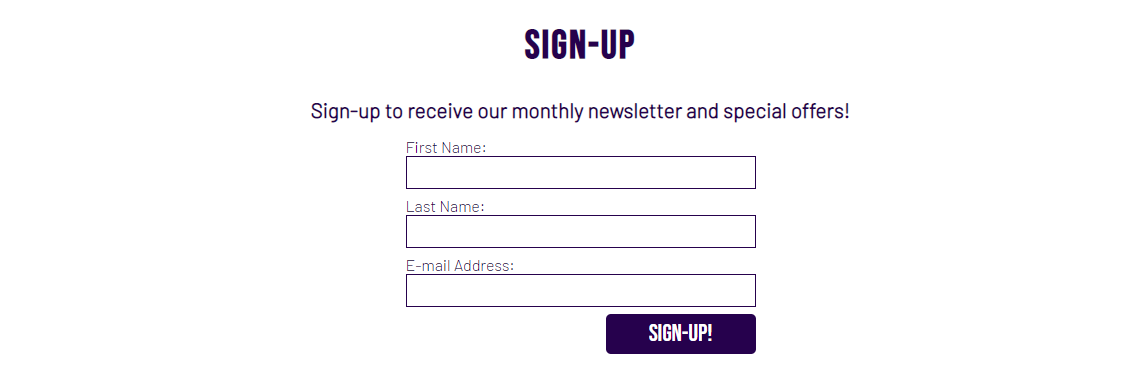 SIGN-UP
Sign-up to receive our monthly newsletter and special offers!
First Name:
Last Name:
E-mail Address:
SIGN-UP!